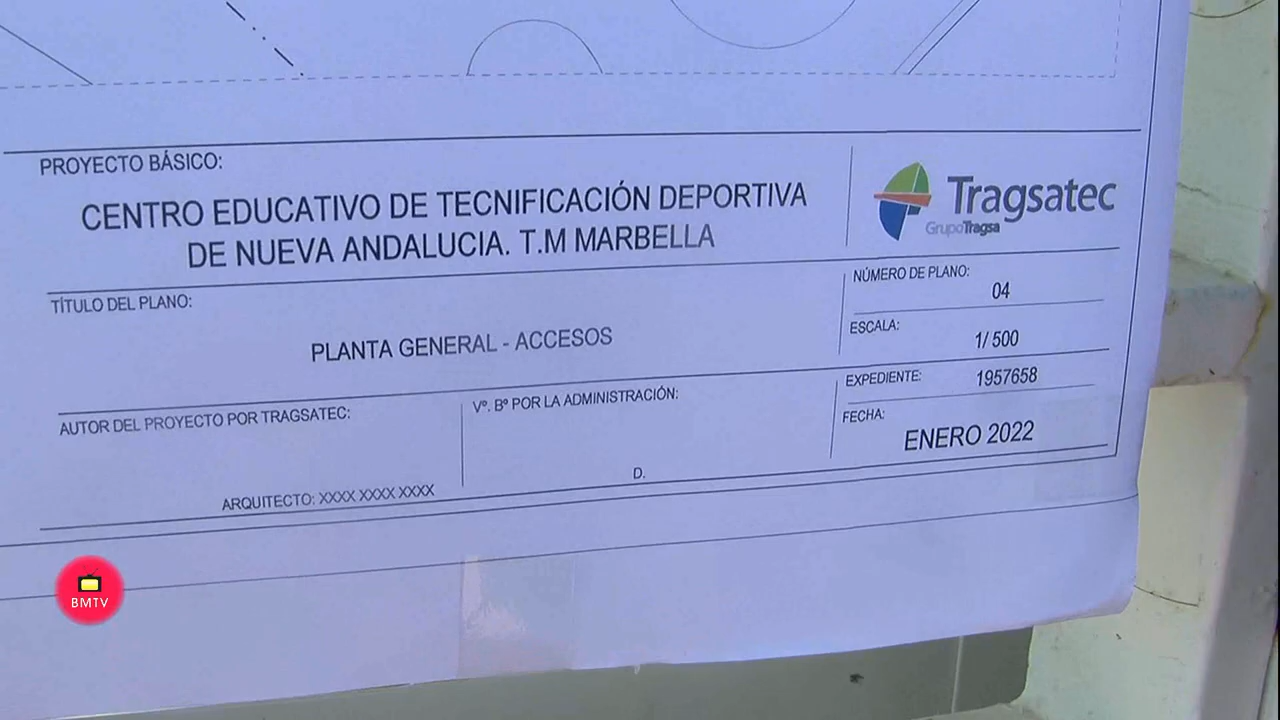 PROYECTO BÁSICO:
CENTRO EDUCATIVO DE TECNIFICACIÓN DEPORTIVA
DE NUEVA ANDALUCIA. T.M MARBELLA
Tragsatec
GrupoTragsa
TÍTULO DEL PLANO:
PLANTA GENERAL - ACCESOS
NÚMERO DE PLANO:
04
ESCALA:
1/ 500
EXPEDIENTE: 1957658
FECHA:
ENERO 2022
AUTOR DEL PROYECTO POR TRAGSATEC:
ARQUITECTO: XXXX XXXX XXXX
Vº. Bº POR LA ADMINISTRACIÓN:
D.
BMTV